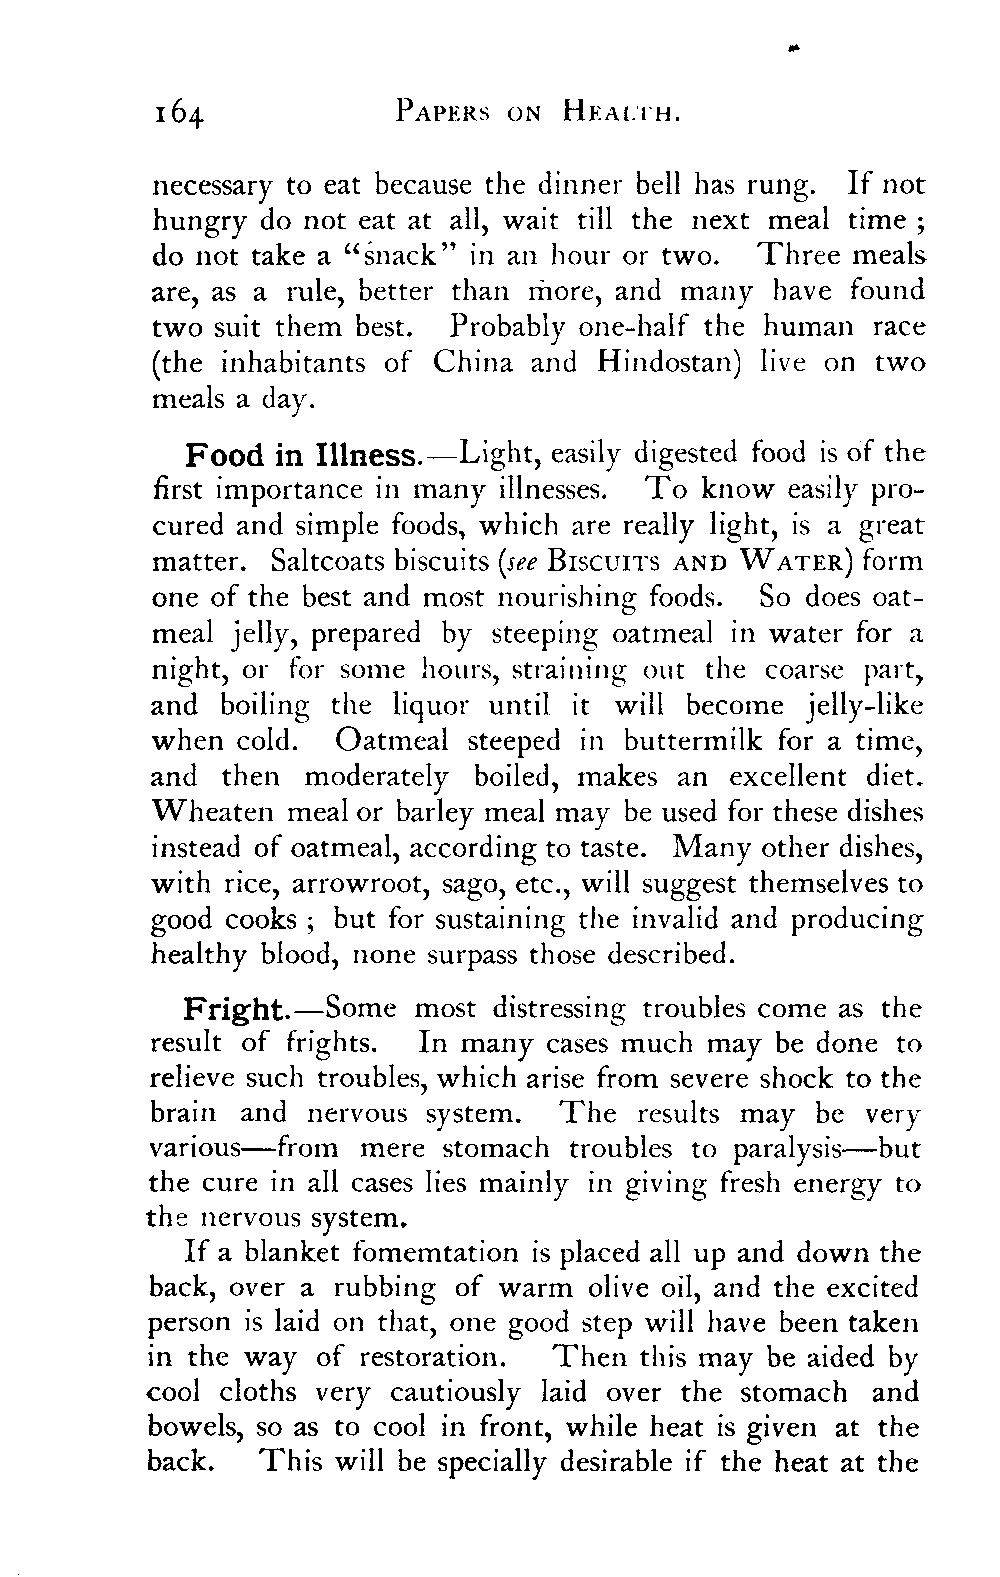 164 PAPERS ON HEALTH.
necessary to eat because the dinner bell has rung. If not
hungry do not eat at all, wait till the next meal time ;
do not take a “snack” in an hour or two. Three meals
are, as a rule, better than more, and many have found
two suit them best. Probably one-half the human race
(the inhabitants of China and Hindostan) live on two
meals a day.
Food in Illness.—Light, easily digested food is of the
first importance in many illnesses. To know easily pro-
cured and simple foods, which are really light, is a great
matter. Saltcoats biscuits (see BISCUITS AND WATER) form
one of the best and most nourishing foods. So does oat-
meal jelly, prepared by steeping oatmeal in water for a
night, or for some hours, straining out the coarse part,
and boiling the liquor until it will become jelly-like
when cold. Oatmeal steeped in buttermilk for a time,
and then moderately boiled, makes an excellent diet.
Wheaten meal or barley meal may be used for these dishes
instead of oatmeal, according to taste. Many other dishes,
with rice, arrowroot, sago, etc., will suggest themselves to
good cooks ; but for sustaining the invalid and producing
healthy blood, none surpass those described.
Fright.—Some most distressing troubles come as the
result of frights. In many cases much may be done to
relieve such troubles, which arise from severe shock to the
brain and nervous system. The results may be very
various—from mere stomach troubles to paralysis—but
the cure in all cases lies mainly in giving fresh energy to
the nervous system.
If a blanket fomemtation is placed all up and down the
back, over a rubbing of warm olive oil, and the excited
person is laid on that, one good step will have been taken
in the way of restoration. Then this may be aided by
cool cloths very cautiously laid over the stomach and
bowels, so as to cool in front, while heat is given at the
back. This will be specially desirable if the heat at the